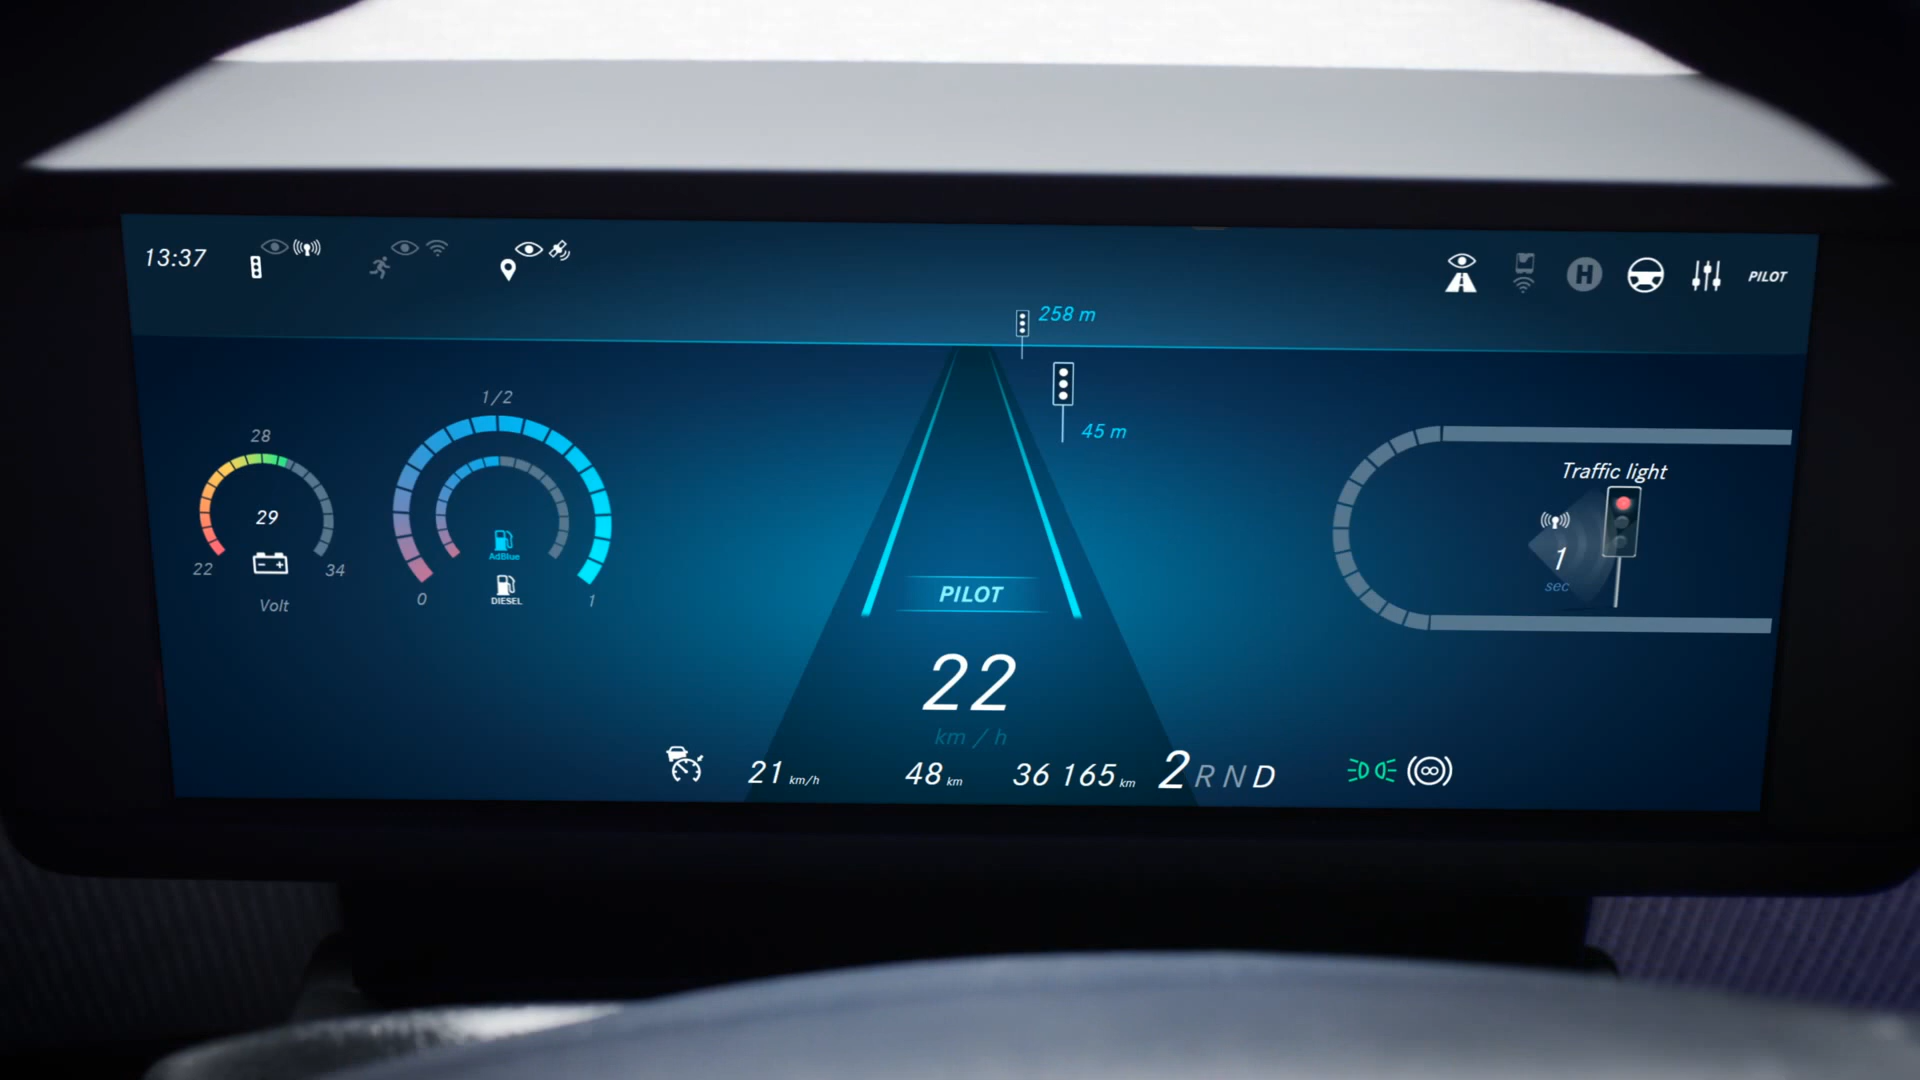 13:37
H
PILOT
258 m
45 m
28
29
22
34
Volt
1/2
AdBlue
DIESEL
0
1
Traffic light
1
sec
PILOT
22
km / h
21 km/h
48 km
36 165 km
2 R N D